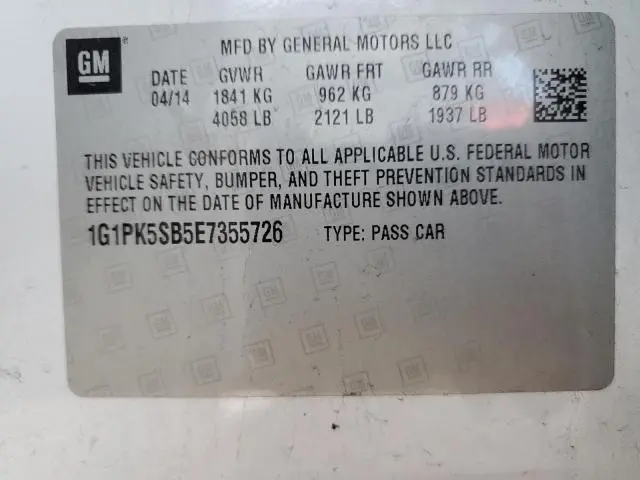 GM
MFD BY GENERAL MOTORS LLC
DATE GVWR GAWR FRT GAWR RR
04/14 1841 KG 962 KG 879 KG
4058 LB 2121 LB 1937 LB
THIS VEHICLE CONFORMS TO ALL APPLICABLE U.S. FEDERAL MOTOR
VEHICLE SAFETY, BUMPER, AND THEFT PREVENTION STANDARDS IN
EFFECT ON THE DATE OF MANUFACTURE SHOWN ABOVE.
1G1PK5SB5E7355726 TYPE: PASS CAR